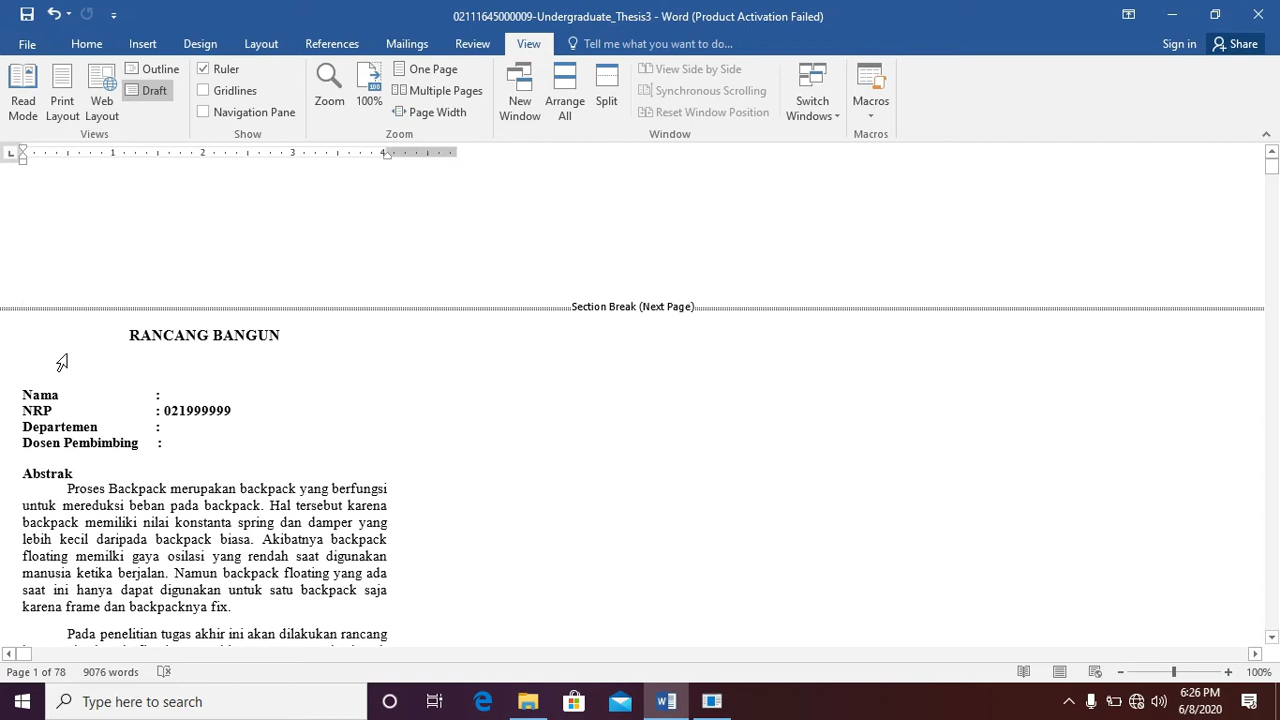 02111645000009-Undergraduate_Thesis3 - Word (Product Activation Failed)
File Home Insert Design Layout References Mailings Review View Tell me what you want to do... Sign in Share
Read Mode
Print Layout
Web Layout
Outline
Draft
Views
Ruler
Gridlines
Navigation Pane
Show
Zoom
100
100%
One Page
Multiple Pages
Page Width
Zoom
New Window
Arrange All
Split
View Side by Side
Synchronous Scrolling
Reset Window Position
Window
Switch Windows
Macros
Macros
1 2 3 4
Section Break (Next Page)
RANCANG BANGUN
Nama :
NRP : 021999999
Departemen :
Dosen Pembimbing :
Abstrak
Proses Backpack merupakan backpack yang berfungsi
untuk mereduksi beban pada backpack. Hal tersebut karena
backpack memiliki nilai konstanta spring dan damper yang
lebih kecil daripada backpack biasa. Akibatnya backpack
floating memilki gaya osilasi yang rendah saat digunakan
manusia ketika berjalan. Namun backpack floating yang ada
saat ini hanya dapat digunakan untuk satu backpack saja
karena frame dan backpacknya fix.
Pada penelitian tugas akhir ini akan dilakukan rancang
Page 1 of 78 9076 words 100%
Type here to search
6:26 PM
6/8/2020